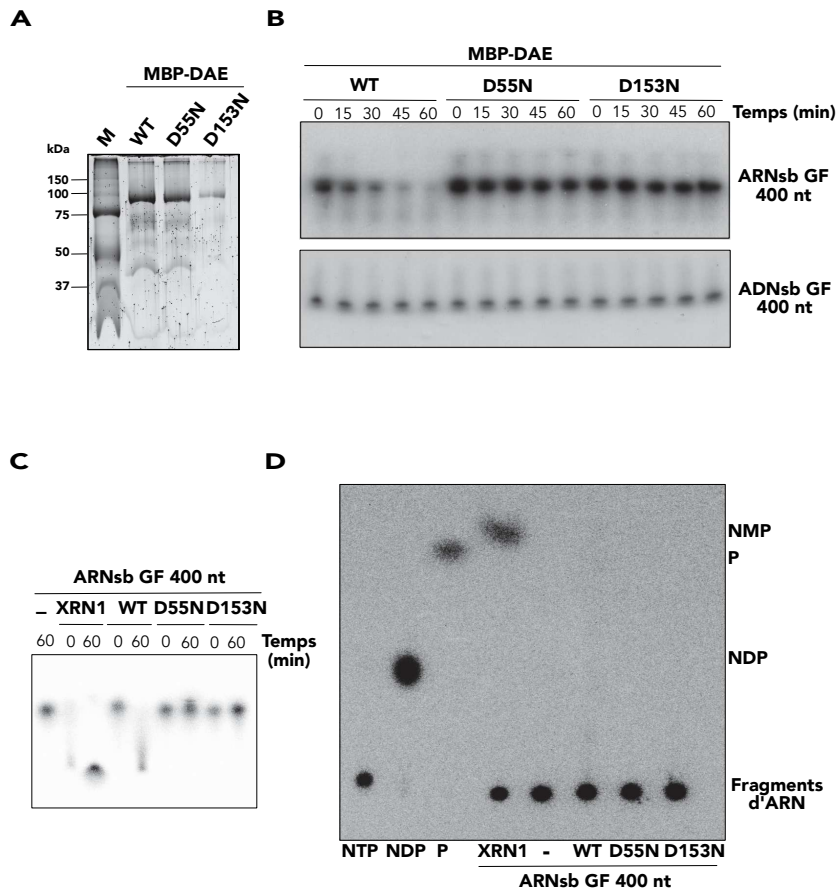 A
MBP-DAE
M WT D55N D153N
kDa
150
100
75
50
37
B
MBP-DAE
WT D55N D153N
0 15 30 45 60 0 15 30 45 60 0 15 30 45 60 Temps (min)
ARNsb GF
400 nt
ADNsb GF
400 nt
C
ARNsb GF 400 nt
– XRN1 WT D55N D153N
60 0 60 0 60 0 60 0 60 Temps
(min)
D
NMP
P
NDP
Fragments
d'ARN
NTP NDP P XRN1 - WT D55N D153N
ARNsb GF 400 nt